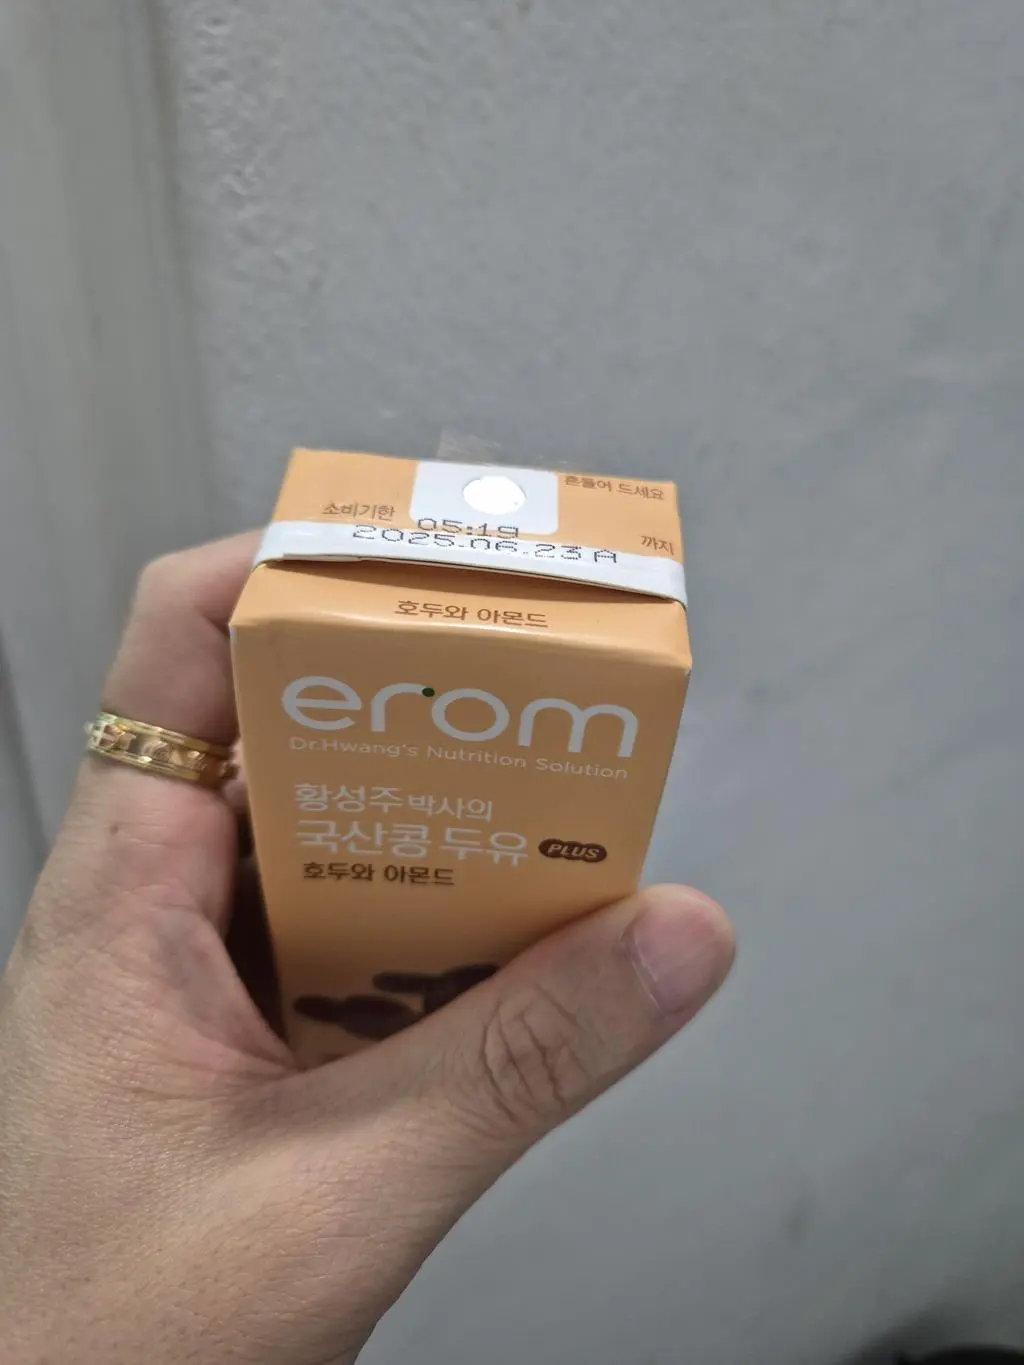 흔들어 드세요
소비기한 05:19 까지
2025.06.23 A
호두와 아몬드
erom
Dr.Hwang's Nutrition Solution
황성주 박사의
국산콩 두유 PLUS
호두와 아몬드